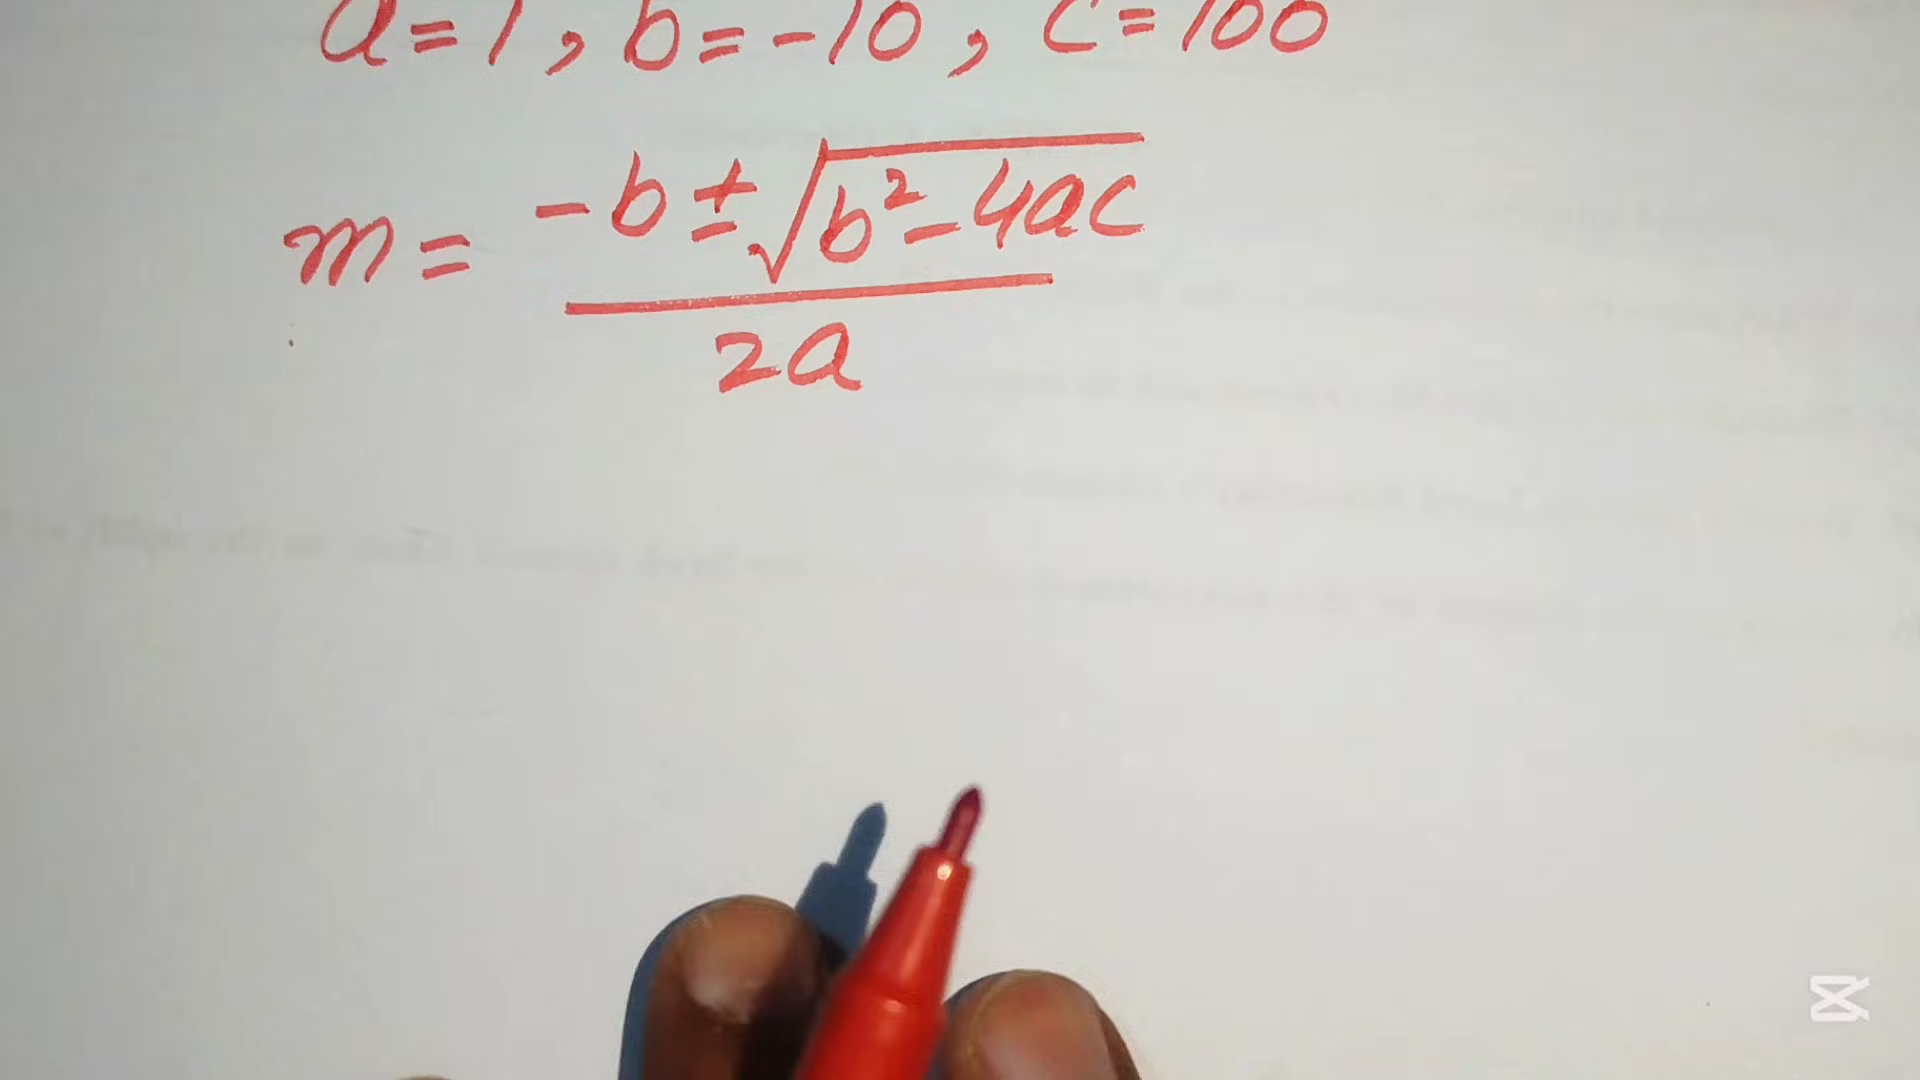 a=1, b=-10, c=100
m= -b±√b²-4ac
2a